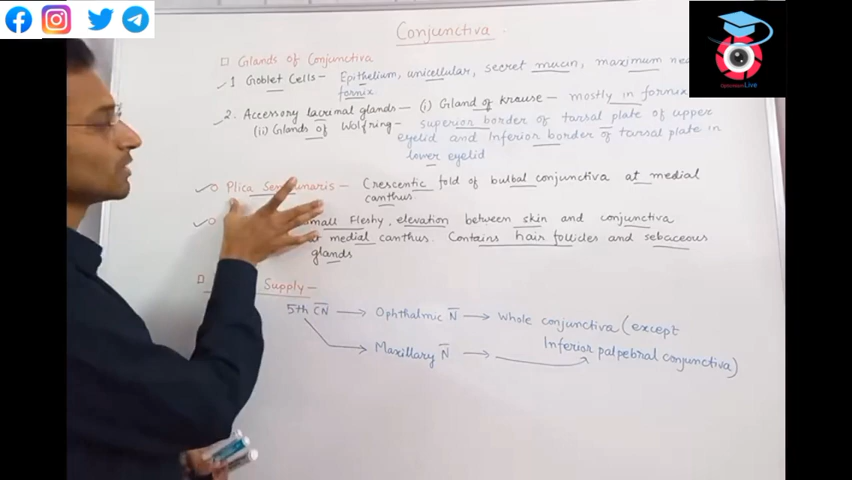 Conjunctiva
Glands of Conjunctiva
1 Goblet Cells - Epithelium, unicellular, secret mucin, maximum
fornix
2. Accessory lacrimal glands - (i) Gland of Krause - mostly in fornix
(ii) Glands of Wolfring - superior border of tarsal plate of upper
eyelid and Inferior border of tarsal plate in
lower eyelid
Plica - Crescentic fold of bulbal conjunctiva at medial
canthus.
Small Fleshy, elevation between skin and conjunctiva
at medial canthus. Contains hair follicles and sebaceous
glands
Supply -
5th CN → Ophthalmic N → Whole conjunctiva (except
Inferior palpebral conjunctiva)
Maxillary N →